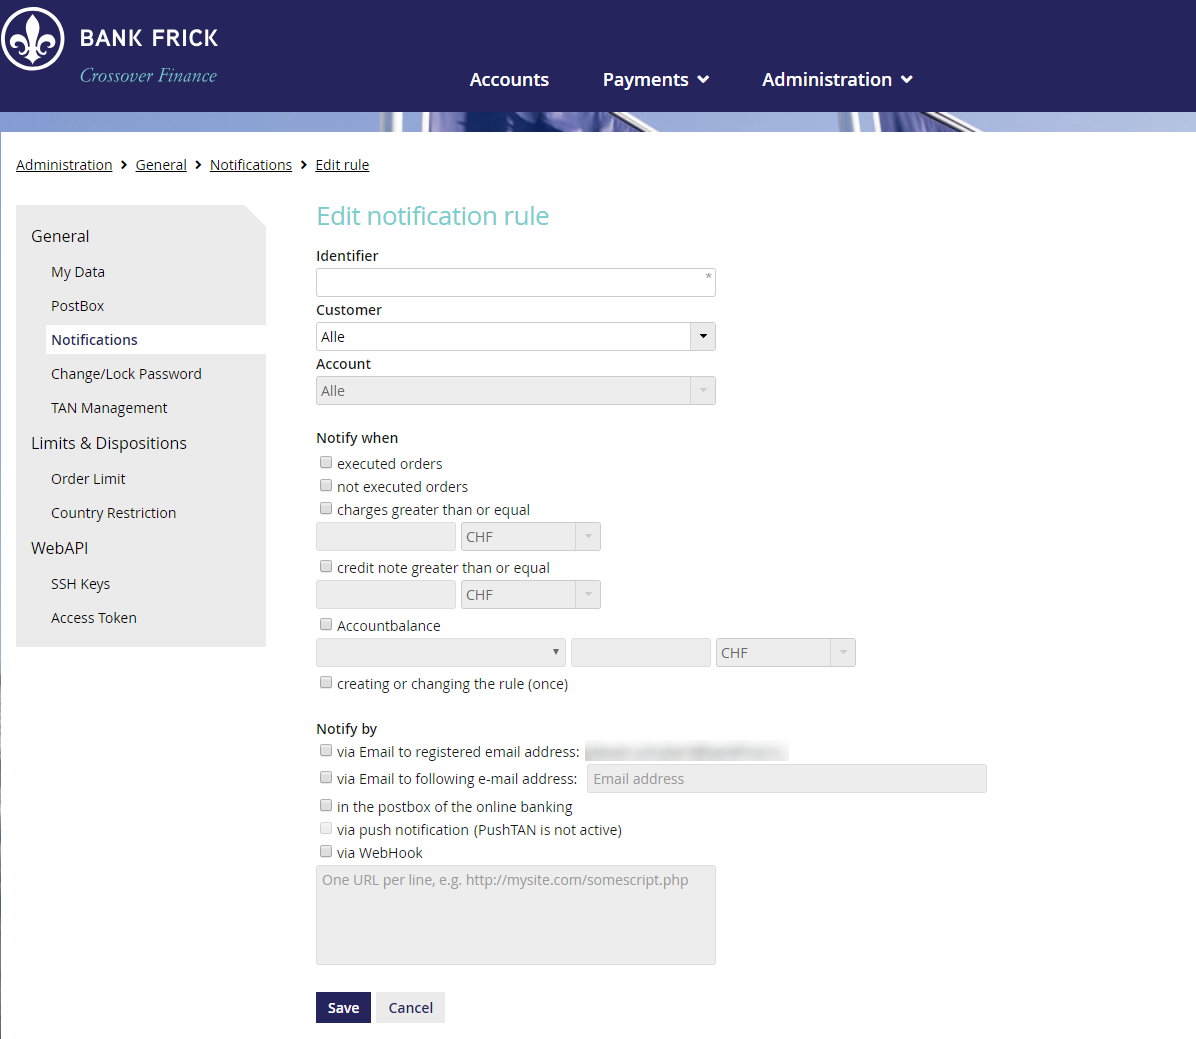 BANK FRICK
Crossover Finance
Accounts Payments Administration
Administration General Notifications Edit rule
General
My Data
PostBox
Notifications
Change/Lock Password
TAN Management
Limits & Dispositions
Order Limit
Country Restriction
WebAPI
SSH Keys
Access Token
Edit notification rule
Identifier
*
Customer
Alle
Account
Alle
Notify when
executed orders
not executed orders
charges greater than or equal
CHF
credit note greater than or equal
CHF
Accountbalance
CHF
creating or changing the rule (once)
Notify by
via Email to registered email address:
via Email to following e-mail address: Email address
in the postbox of the online banking
via push notification (PushTAN is not active)
via WebHook
One URL per line, e.g. http://mysite.com/somescript.php
Save Cancel